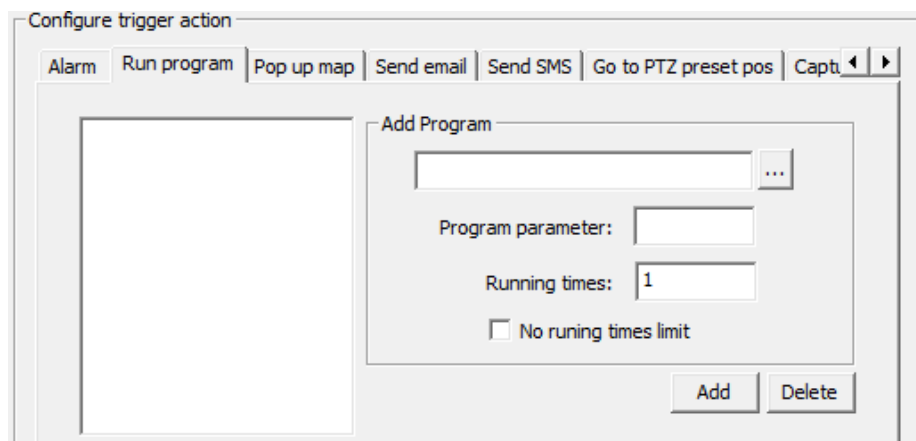 Configure trigger action
Alarm Run program Pop up map Send email Send SMS Go to PTZ preset pos
Add Program
...
Program parameter:
Running times: 1
No runing times limit
Add Delete